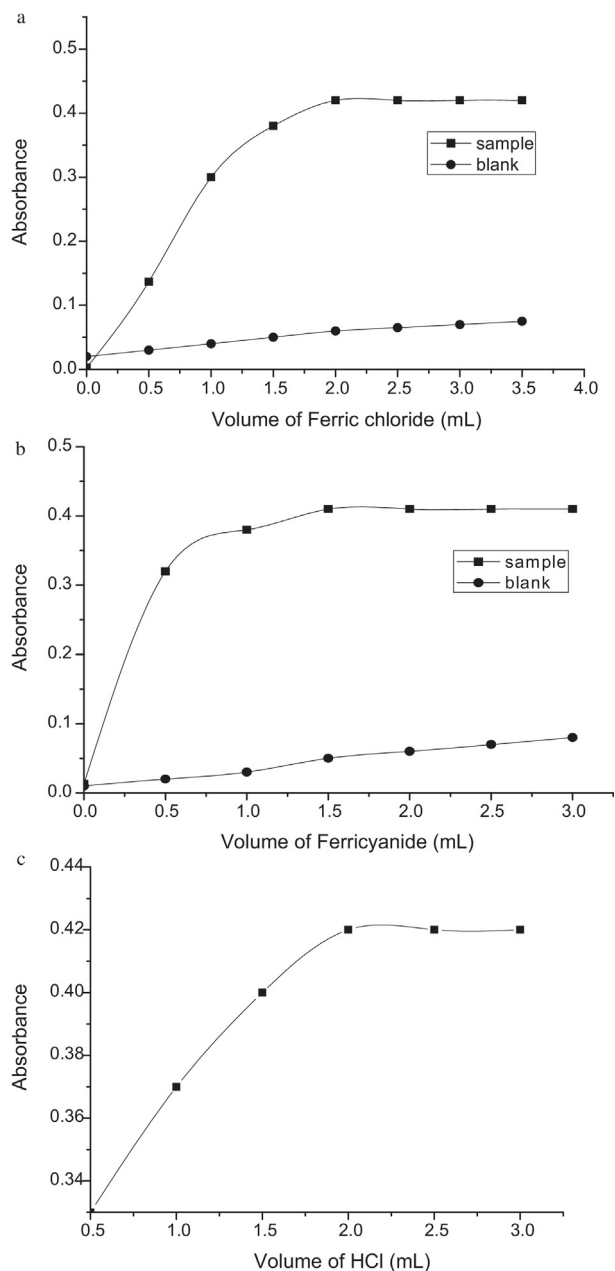 a
0.5
0.4
0.3
0.2
0.1
0.0
Absorbance
sample
blank
0.0 0.5 1.0 1.5 2.0 2.5 3.0 3.5 4.0
Volume of Ferric chloride (mL)
b
0.5
0.4
0.3
0.2
0.1
0.0
Absorbance
sample
blank
0.0 0.5 1.0 1.5 2.0 2.5 3.0
Volume of Ferricyanide (mL)
c
0.44
0.42
0.40
0.38
0.36
0.34
Absorbance
0.5 1.0 1.5 2.0 2.5 3.0
Volume of HCl (mL)